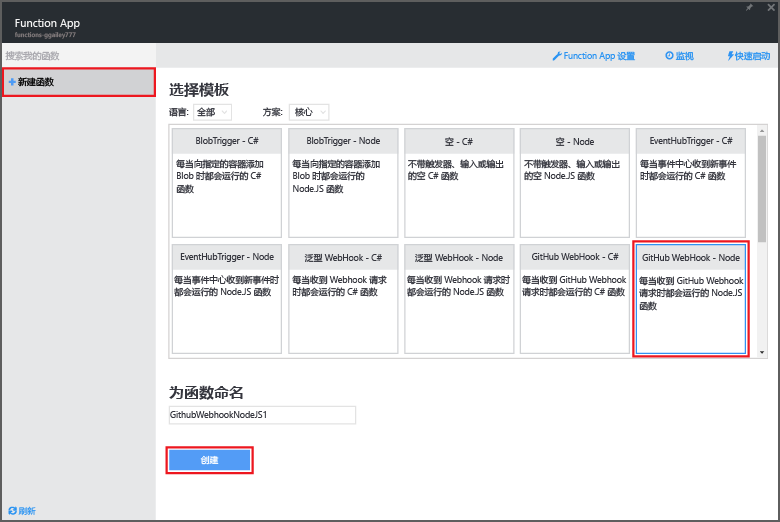 Function App
functions-ggailey777
搜索我的函数
Function App 设置
监视
快速启动
+ 新建函数
选择模板
语言: 全部
方案: 核心
BlobTrigger - C#
每当向指定的容器添加
Blob 时都会运行的 C#
函数
BlobTrigger - Node
每当向指定的容器添加
Blob 时都会运行的
Node.JS 函数
空 - C#
不带触发器、输入或输出
的空 C# 函数
空 - Node
不带触发器、输入或输出
的空 Node.JS 函数
EventHubTrigger - C#
每当事件中心收到新事件
时都会运行的 C# 函数
EventHubTrigger - Node
每当事件中心收到新事件时
都会运行的 Node.JS 函数
泛型 WebHook - C#
每当收到 Webhook 请求
时都会运行的 C# 函数
泛型 WebHook - Node
每当收到 Webhook 请求时
都会运行的 Node.JS 函数
GitHub WebHook - C#
每当收到 GitHub Webhook
请求时都会运行的 C# 函数
GitHub WebHook - Node
每当收到 GitHub Webhook
请求时都会运行的 Node.JS
函数
为函数命名
GithubWebhookNodeJS1
创建
刷新